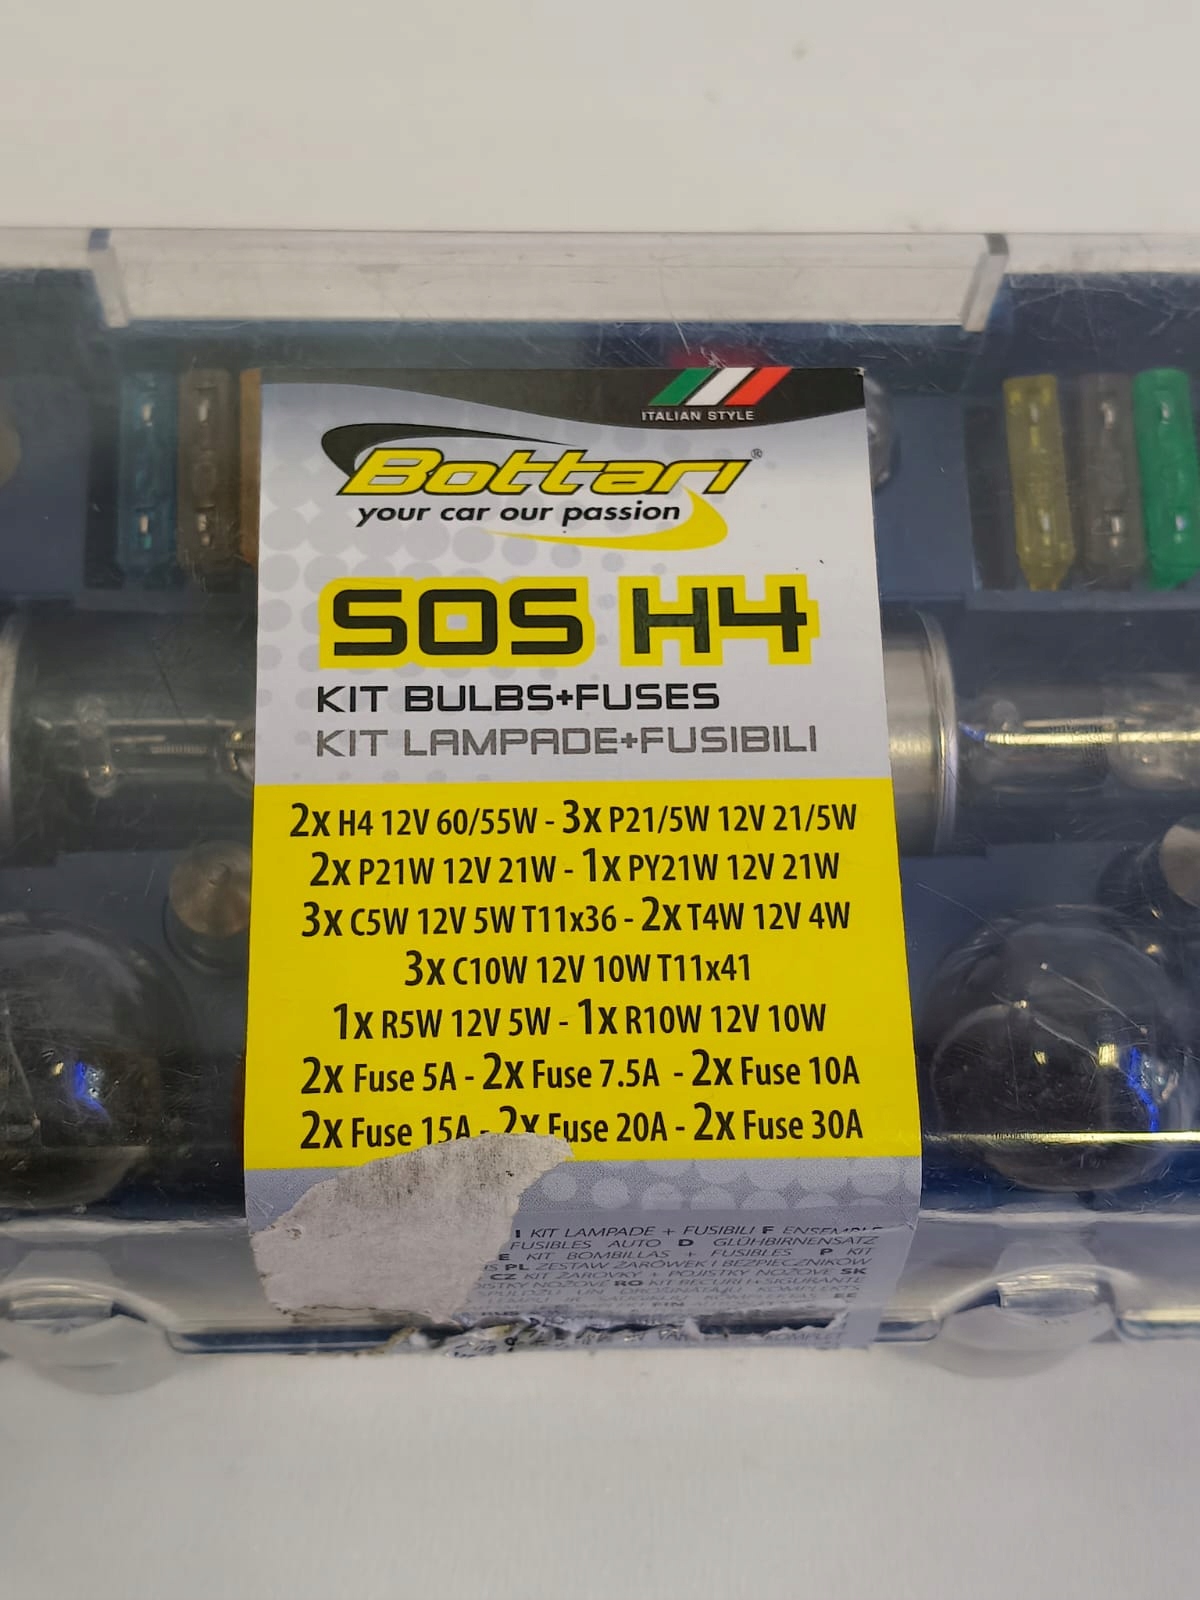 ITALIAN STYLE
Bottari®
your car our passion
SOS H4
KIT BULBS+FUSES
KIT LAMPADE+FUSIBILI
2x H4 12V 60/55W - 3x P21/5W 12V 21/5W
2x P21W 12V 21W - 1x PY21W 12V 21W
3x C5W 12V 5W T11x36 - 2x T4W 12V 4W
3x C10W 12V 10W T11x41
1x R5W 12V 5W - 1x R10W 12V 10W
2x Fuse 5A - 2x Fuse 7.5A - 2x Fuse 10A
2x Fuse 15A - 2x Fuse 20A - 2x Fuse 30A
I KIT LAMPADE + FUSIBILI F ENSEMBLE
FUSIBLES AUTO D GLÜHBIRNENSATZ
E KIT BOMBILLAS + FUSIBLES P KIT
PL ZESTAW ŻARÓWEK I BEZPIECZNIKÓW
CZ KIT ŽÁROVKY + POJISTKY NOŽOVÉ SK
NOŽOVÉ RO KIT BECURI + SIGURANTE